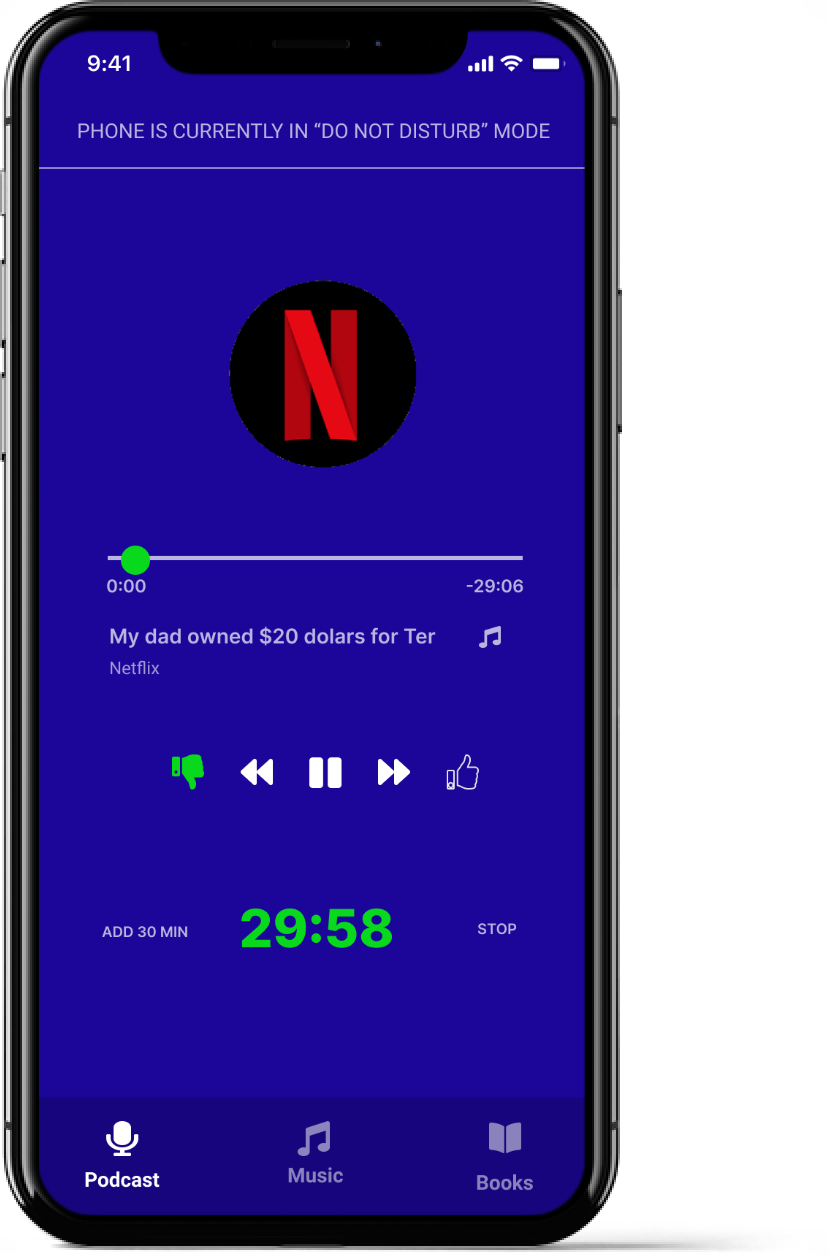 9:41
PHONE IS CURRENTLY IN “DO NOT DISTURB” MODE
N
0:00 -29:06
My dad owned $20 dolars for Ter
Netflix
ADD 30 MIN 29:58 STOP
Podcast Music Books